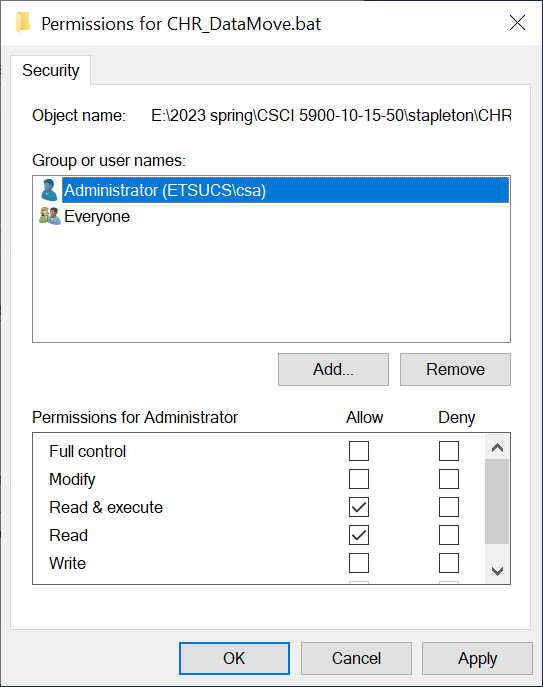 Permissions for CHR_DataMove.bat
Security
Object name: E:\2023 spring\CSCI 5900-10-15-50\stapleton\CHR
Group or user names:
Administrator (ETSUCS\csa)
Everyone
Add... Remove
Permissions for Administrator Allow Deny
Full control
Modify
Read & execute
Read
Write
OK Cancel Apply